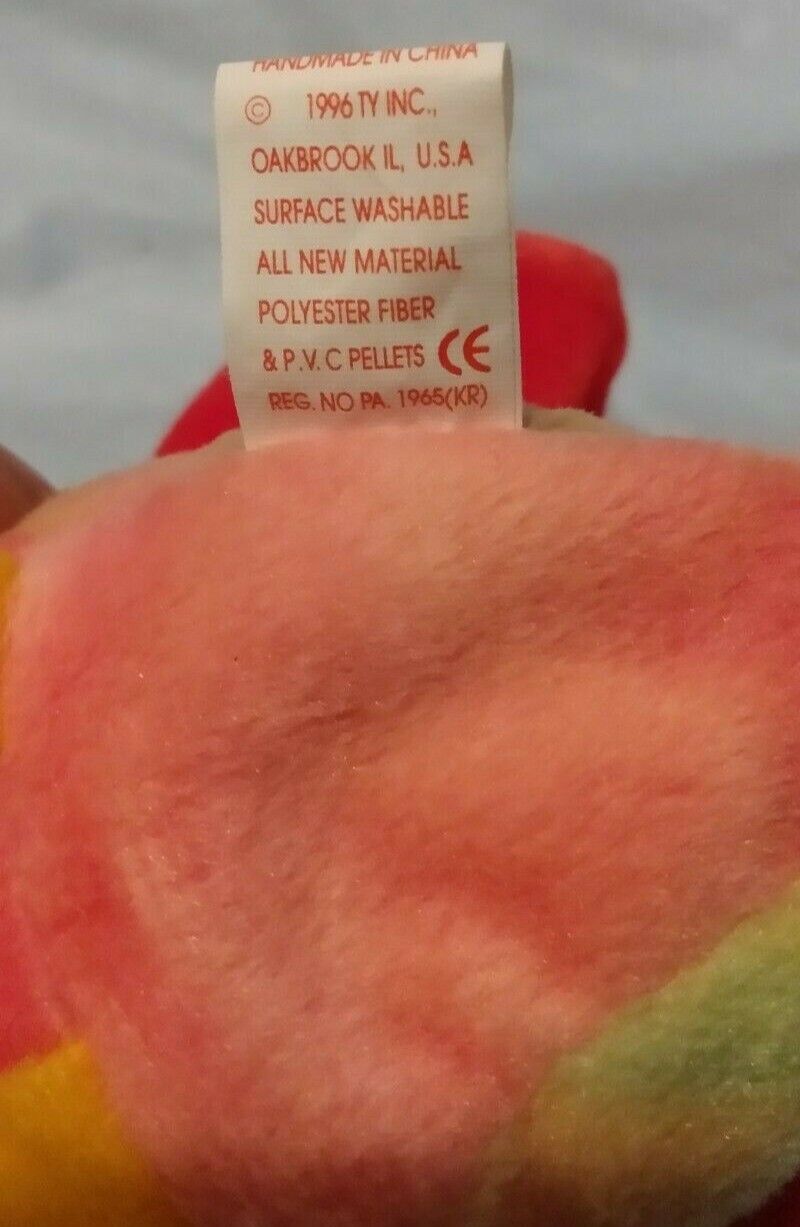 HANDMADE IN CHINA
© 1996 TY INC.,
OAKBROOK IL, U.S.A
SURFACE WASHABLE
ALL NEW MATERIAL
POLYESTER FIBER
& P.V.C PELLETS CE
REG. NO PA. 1965(KR)